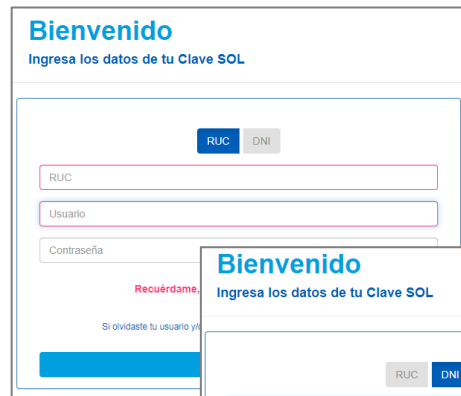 Bienvenido
Ingresa los datos de tu Clave SOL
RUC DNI
RUC
Usuario
Contraseña
Recuérdame,
Si olvidaste tu usuario y/o
Bienvenido
Ingresa los datos de tu Clave SOL
RUC DNI